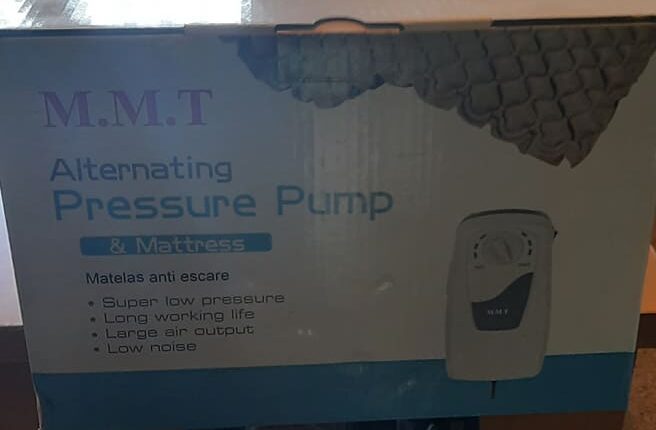 M.M.T
Alternating
Pressure Pump
& Mattress
Matelas anti escare
• Super low pressure
• Long working life
• Large air output
• Low noise
M.M.T